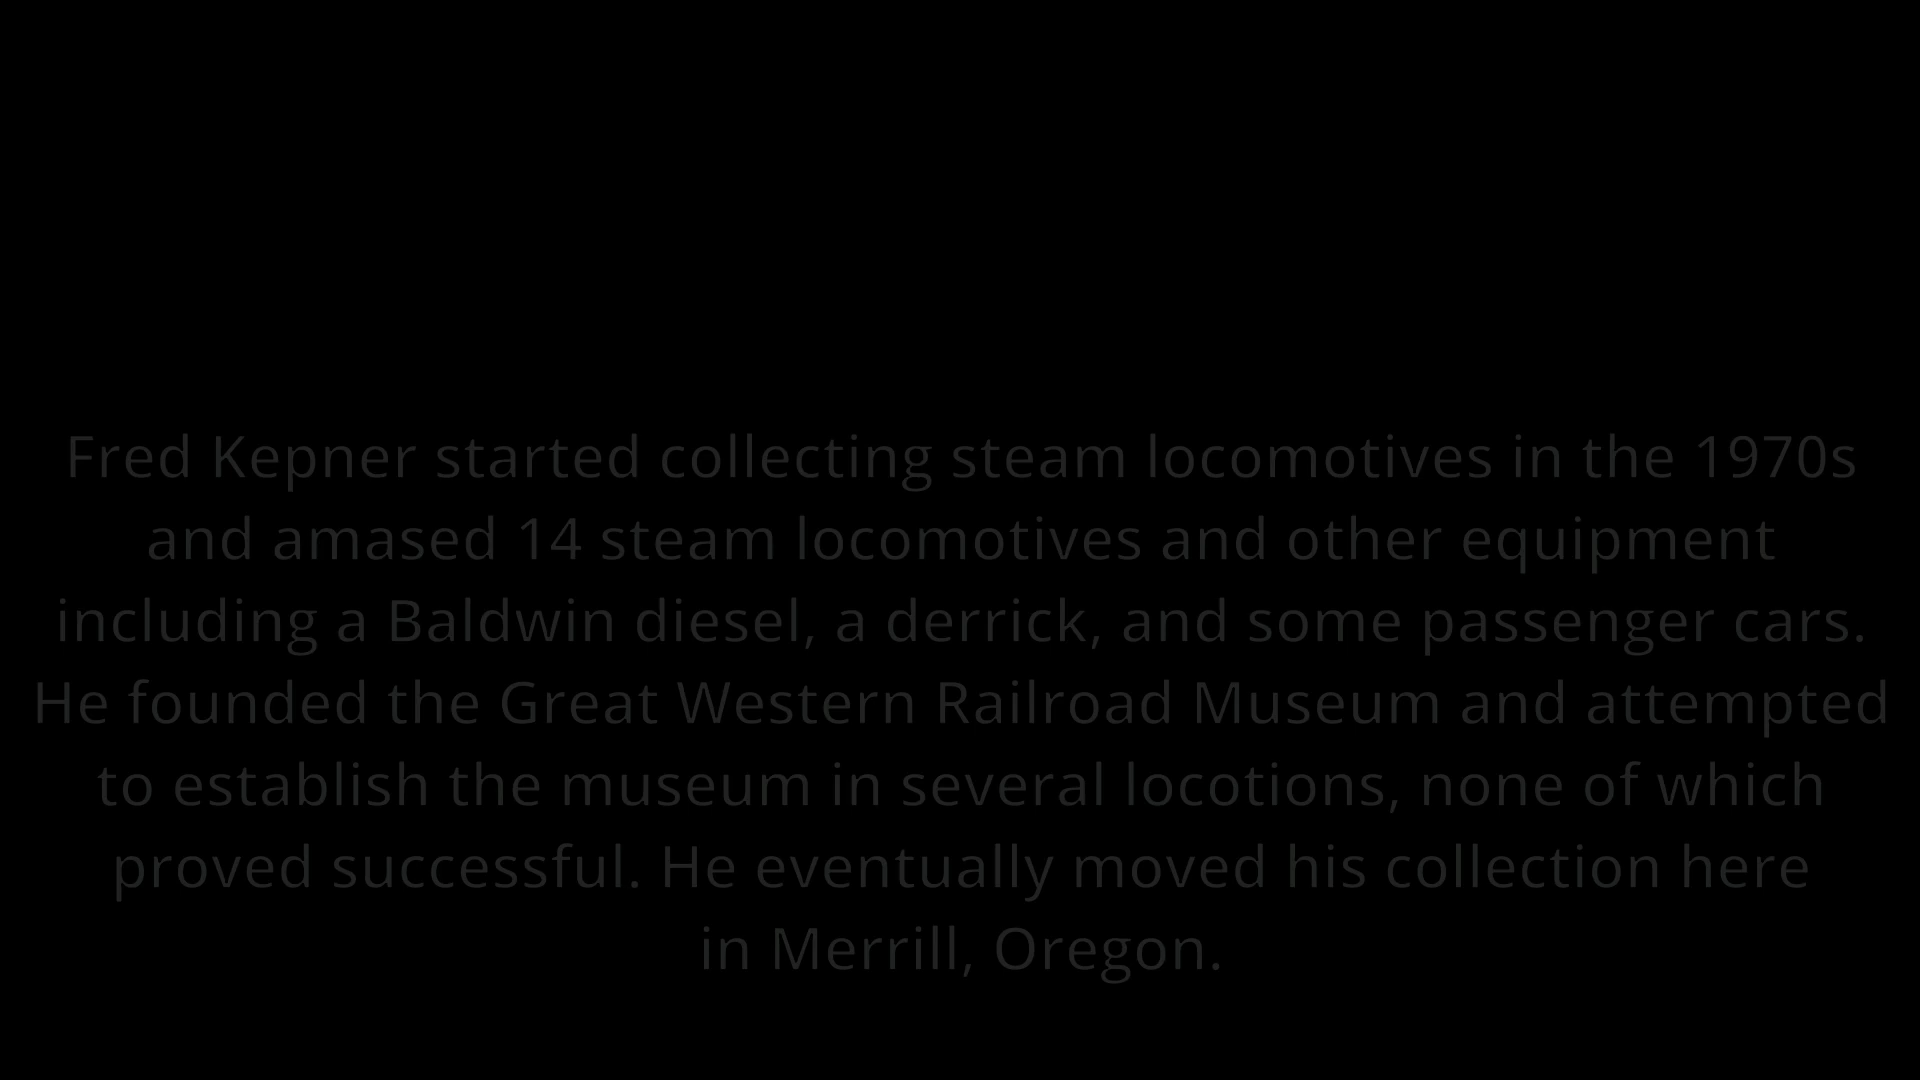 Fred Kepner started collecting steam locomotives in the 1970s
and amased 14 steam locomotives and other equipment
including a Baldwin diesel, a derrick, and some passenger cars.
He founded the Great Western Railroad Museum and attempted
to establish the museum in several locotions, none of which
proved successful. He eventually moved his collection here
in Merrill, Oregon.